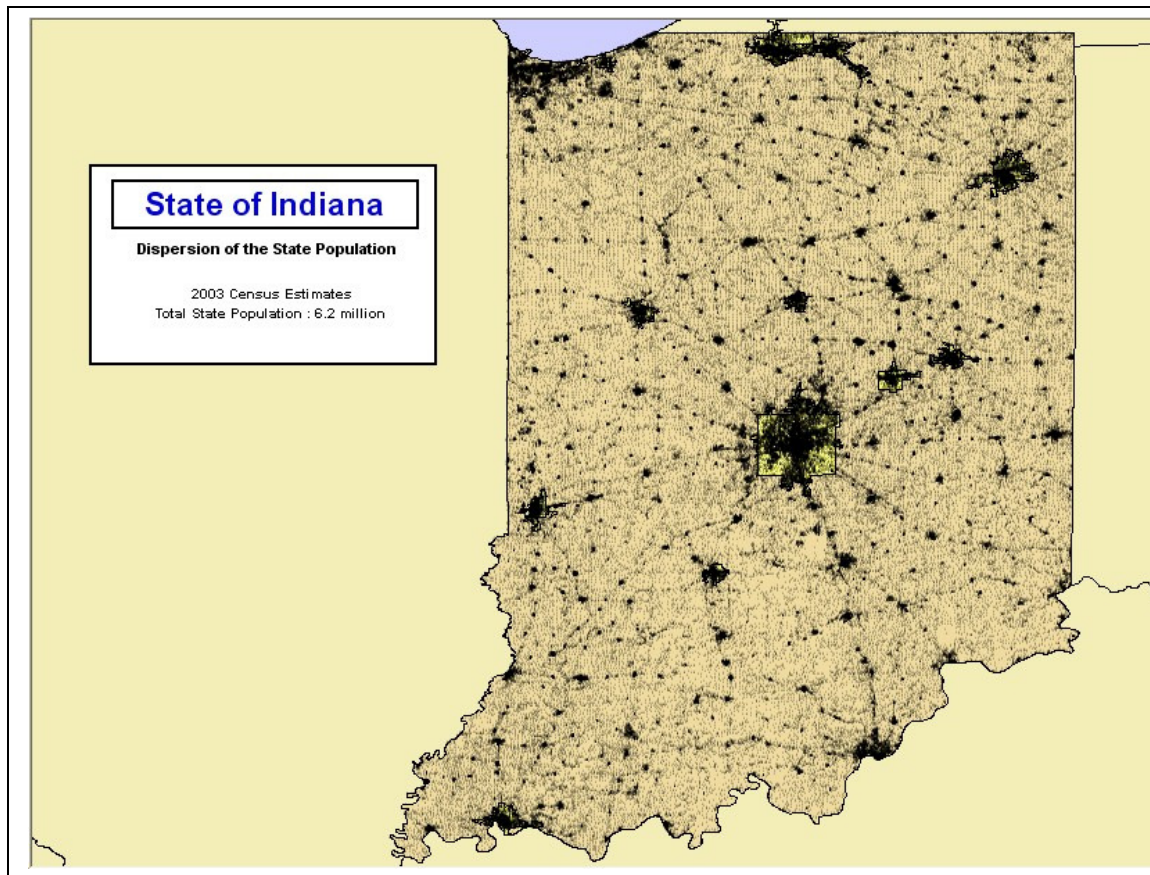 State of Indiana
Dispersion of the State Population
2003 Census Estimates
Total State Population : 6.2 million